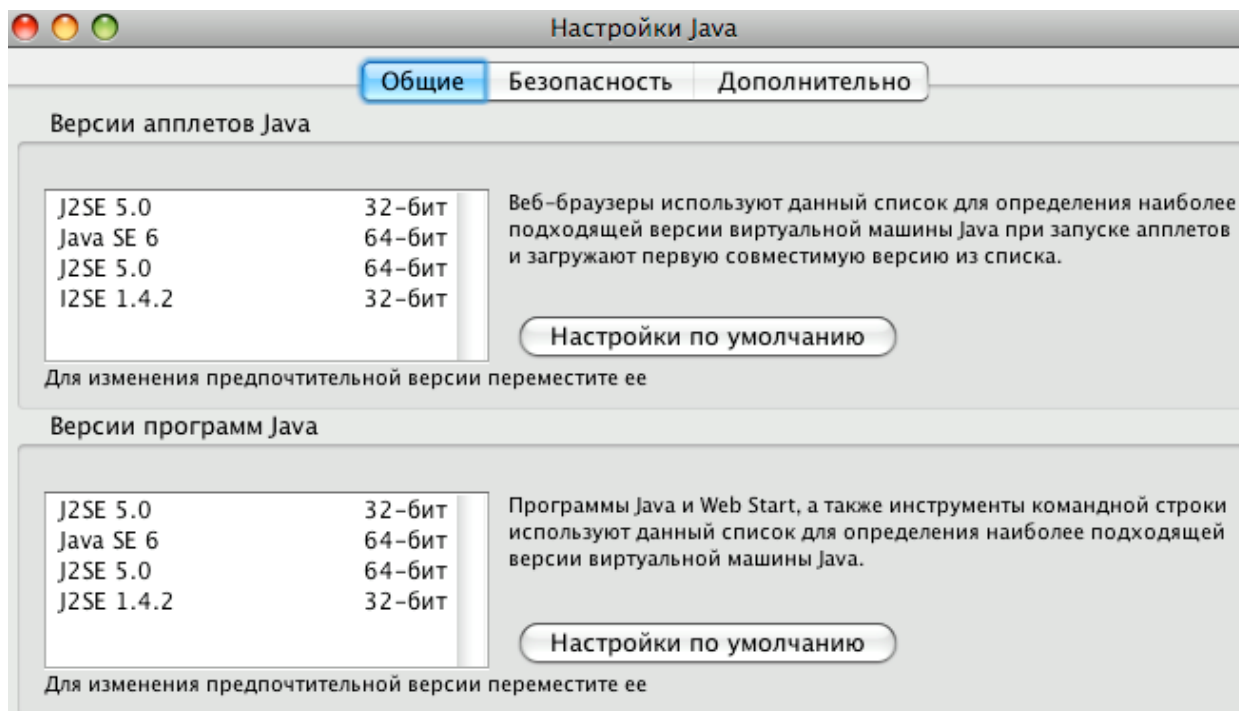 Настройки Java
Общие Безопасность Дополнительно
Версии апплетов Java
J2SE 5.0 32-бит
Java SE 6 64-бит
J2SE 5.0 64-бит
I2SE 1.4.2 32-бит
Веб-браузеры используют данный список для определения наиболее
подходящей версии виртуальной машины Java при запуске апплетов
и загружают первую совместимую версию из списка.
Настройки по умолчанию
Для изменения предпочтительной версии переместите ее
Версии программ Java
J2SE 5.0 32-бит
Java SE 6 64-бит
J2SE 5.0 64-бит
J2SE 1.4.2 32-бит
Программы Java и Web Start, а также инструменты командной строки
используют данный список для определения наиболее подходящей
версии виртуальной машины Java.
Настройки по умолчанию
Для изменения предпочтительной версии переместите ее